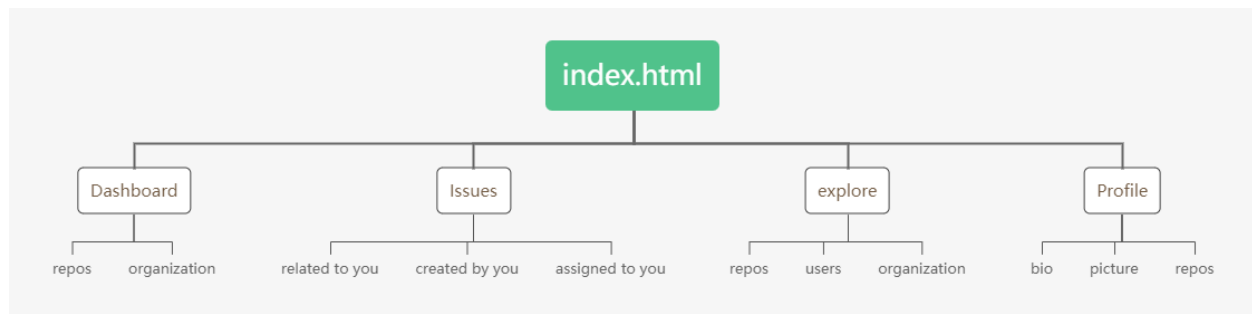 index.html
Dashboard Issues explore Profile
repos organization related to you created by you assigned to you repos users organization bio picture repos